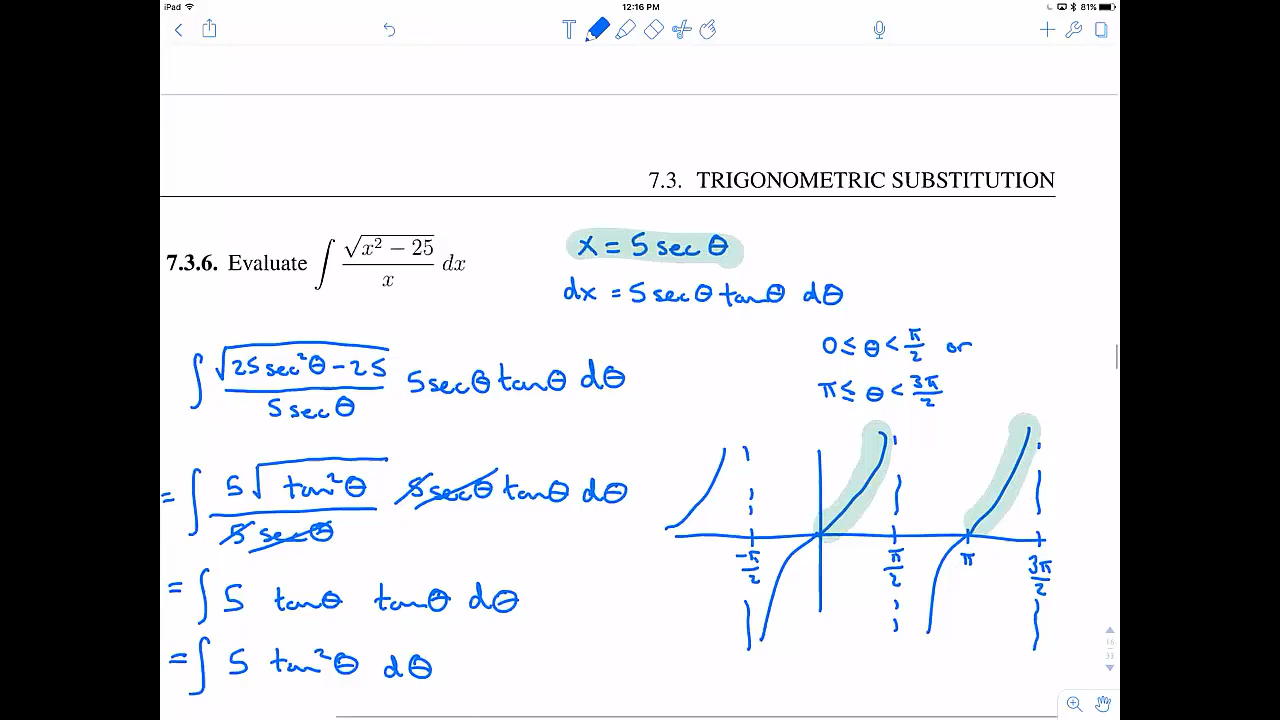 iPad 12:16 PM 81%
T
7.3. TRIGONOMETRIC SUBSTITUTION
7.3.6. Evaluate ∫ √(x² − 25) / x dx
x = 5 sec θ
dx = 5 sec θ tan θ dθ
0 ≤ θ < π/2 or
π ≤ θ < 3π/2
∫ √(25 sec²θ − 25) / (5 sec θ) 5 sec θ tan θ dθ
= ∫ 5 √(tan²θ) / (5 sec θ) 5 sec θ tan θ dθ
= ∫ 5 tan θ tan θ dθ
= ∫ 5 tan²θ dθ
−π/2 π/2 π 3π/2
16
33